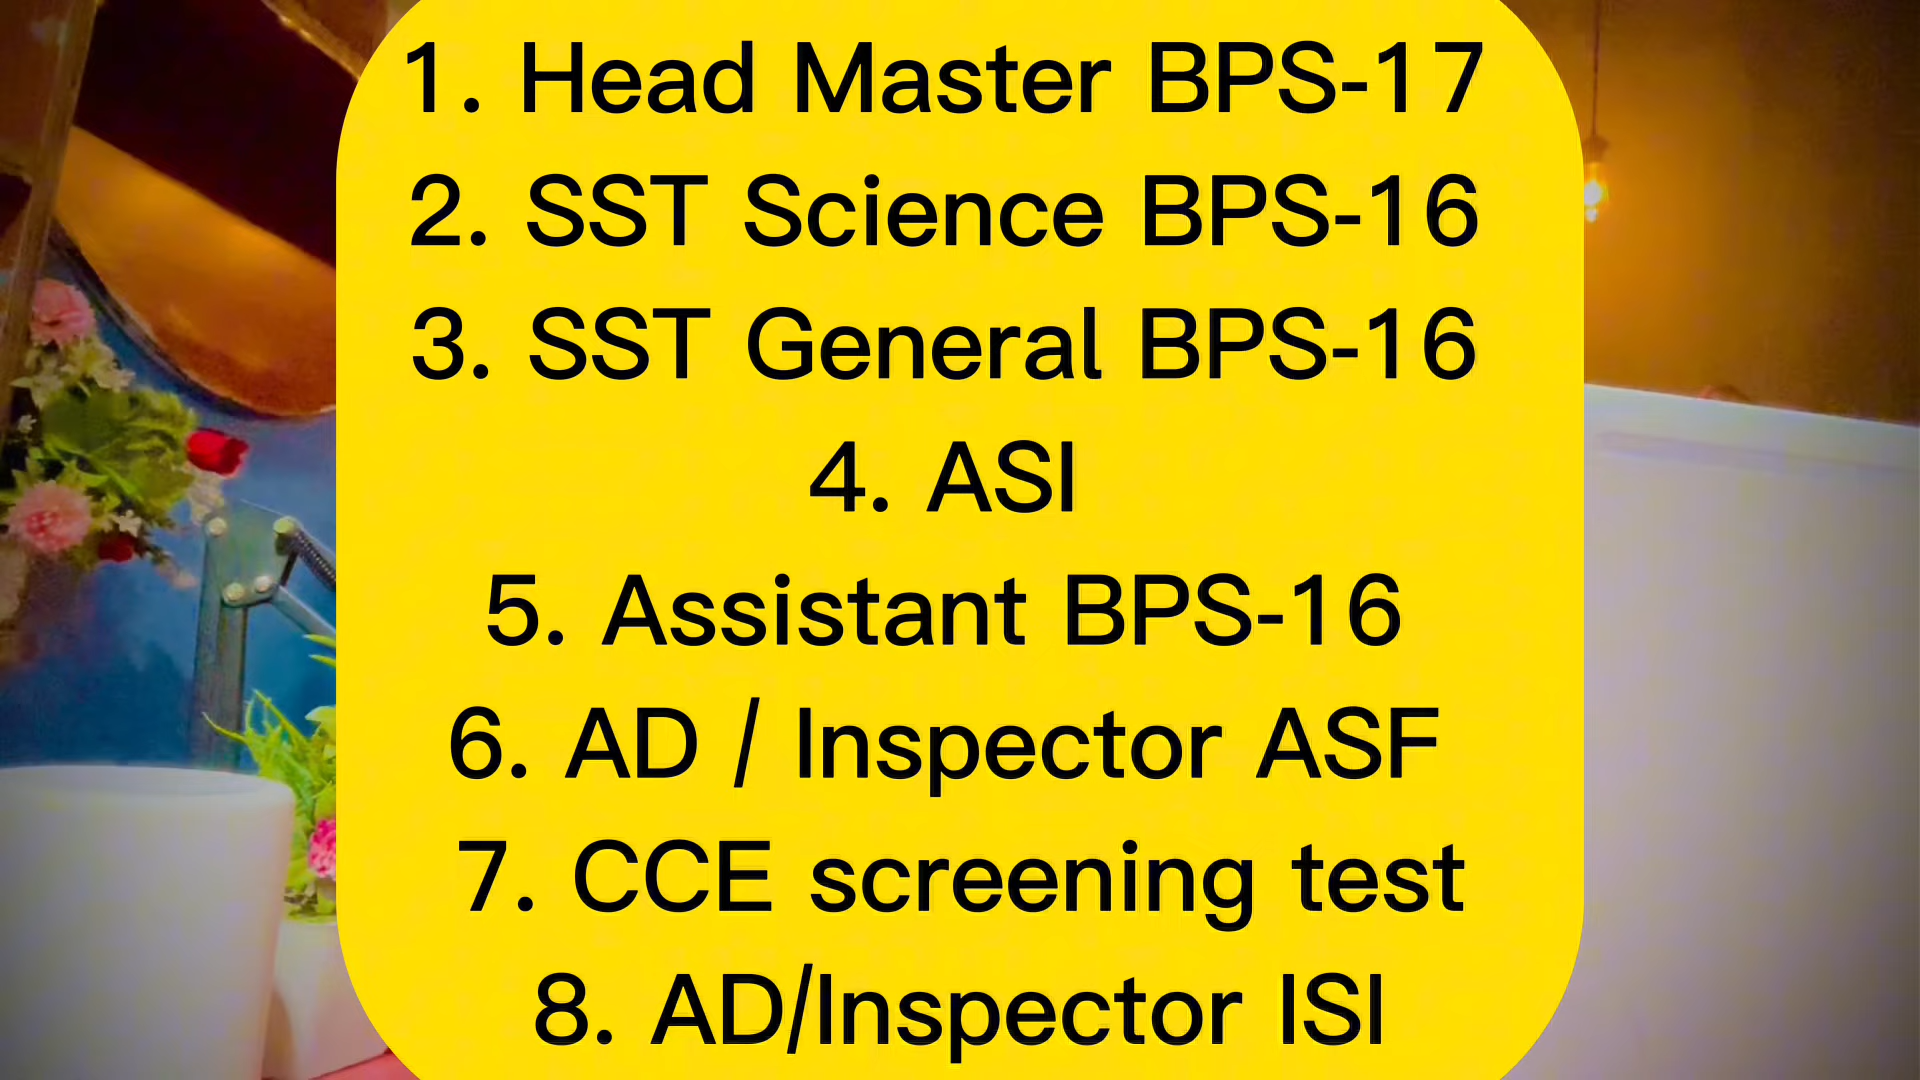 1. Head Master BPS-17
2. SST Science BPS-16
3. SST General BPS-16
4. ASI
5. Assistant BPS-16
6. AD / Inspector ASF
7. CCE screening test
8. AD/Inspector ISI